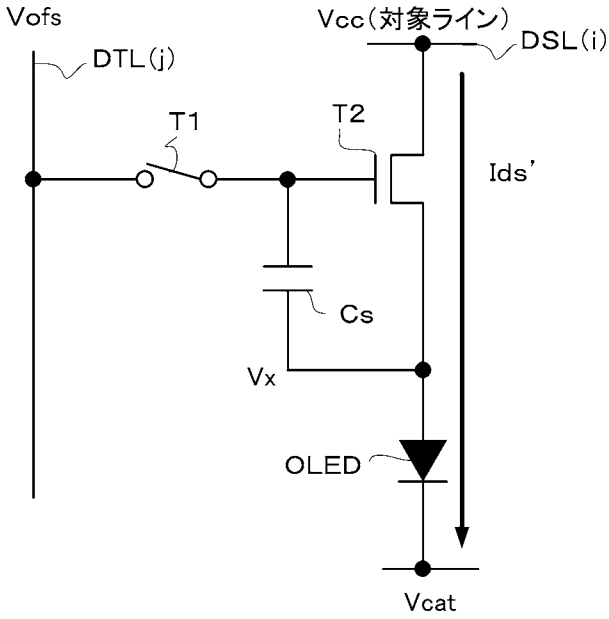 Vofs
Vcc(対象ライン)
DTL(j)
DSL(i)
T1
T2
Ids'
Cs
Vx
OLED
Vcat